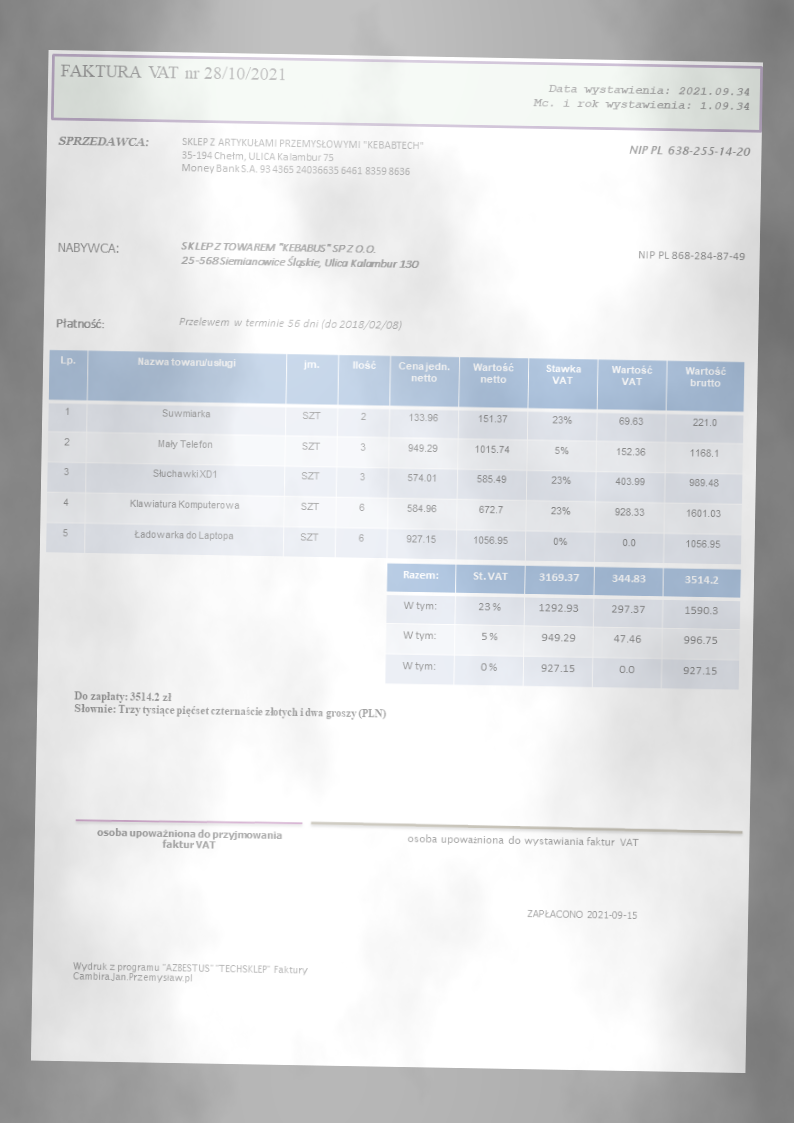 FAKTURA VAT nr 28/10/2021
Data wystawienia: 2021.09.34
Mc. i rok wystawienia: 1.09.34
SPRZEDAWCA:
SKLEP Z ARTYKUŁAMI PRZEMYSŁOWYMI "KEBABTECH"
35-194 Chełm, ULICA Kalambur 75
Money Bank S.A. 93 4365 24036635 6461 8359 8636
NIP PL 638-255-14-20
NABYWCA:
SKLEP Z TOWAREM "KEBABUS" SP Z O.O.
25-568 Siemianowice Śląskie, Ulica Kalambur 130
NIP PL 868-284-87-49
Płatność:
Przelewem w terminie 56 dni (do 2018/02/08)
Lp. Nazwa towaru/usługi jm. Ilość Cena jedn. netto Wartość netto Stawka VAT Wartość VAT Wartość brutto
1 Suwmiarka SZT 2 133.96 151.37 23% 69.63 221.0
2 Mały Telefon SZT 3 949.29 1015.74 5% 152.36 1168.1
3 Słuchawki XD1 SZT 3 574.01 585.49 23% 403.99 989.48
4 Klawiatura Komputerowa SZT 6 584.96 672.7 23% 928.33 1601.03
5 Ładowarka do Laptopa SZT 6 927.15 1056.95 0% 0.0 1056.95
Razem: St. VAT 3169.37 344.83 3514.2
W tym: 23 % 1292.93 297.37 1590.3
W tym: 5 % 949.29 47.46 996.75
W tym: 0 % 927.15 0.0 927.15
Do zapłaty: 3514.2 zł
Słownie: Trzy tysiące pięćset czternaście złotych i dwa groszy (PLN)
osoba upoważniona do przyjmowania
faktur VAT
osoba upoważniona do wystawiania faktur VAT
ZAPŁACONO 2021-09-15
Wydruk z programu "AZBESTUS" "TECHSKLEP" Faktury
Cambira.Jan.Przemysiaw.pl